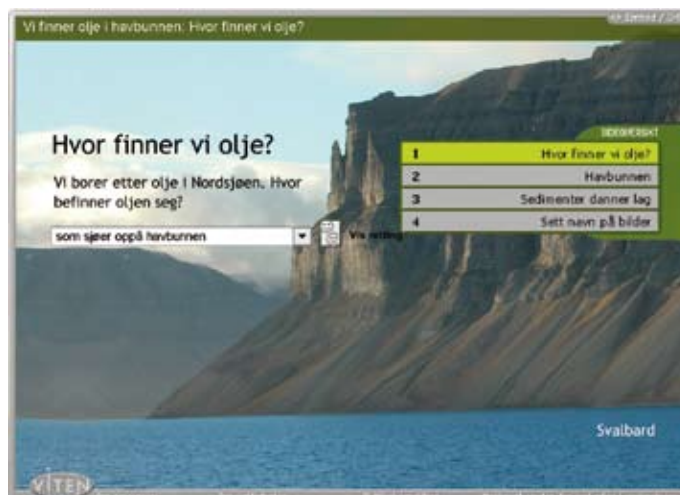 Vi finner olje i havbunnen: Hvor finner vi olje?
Hvor finner vi olje?
Vi borer etter olje i Nordsjøen. Hvor
befinner oljen seg?
som sjøer oppå havbunnen
Vis retting
SIDEOVERSIKT
1 Hvor finner vi olje?
2 Havbunnen
3 Sedimenter danner lag
4 Sett navn på bilder
Svalbard
VITEN